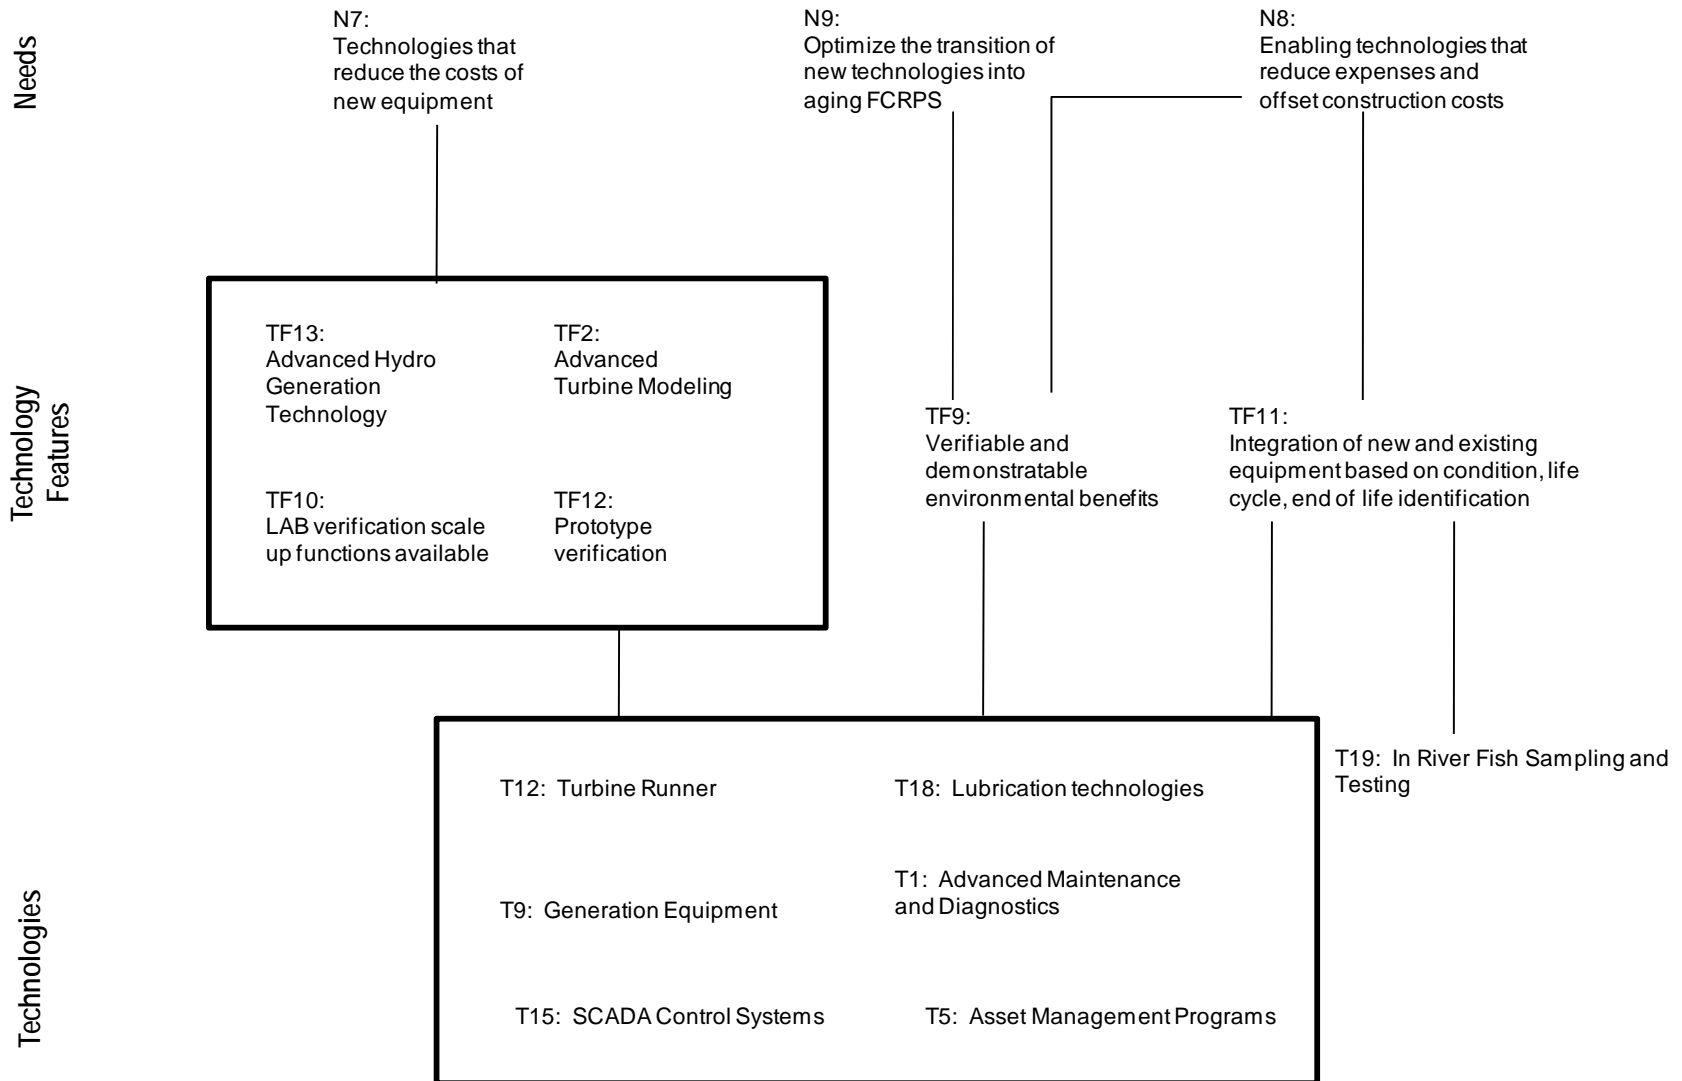 Needs
N7:
Technologies that
reduce the costs of
new equipment
N9:
Optimize the transition of
new technologies into
aging FCRPS
N8:
Enabling technologies that
reduce expenses and
offset construction costs
Technology
Features
TF13:
Advanced Hydro
Generation
Technology
TF2:
Advanced
Turbine Modeling
TF10:
LAB verification scale
up functions available
TF12:
Prototype
verification
TF9:
Verifiable and
demonstratable
environmental benefits
TF11:
Integration of new and existing
equipment based on condition, life
cycle, end of life identification
Technologies
T12: Turbine Runner
T18: Lubrication technologies
T19: In River Fish Sampling and
Testing
T9: Generation Equipment
T1: Advanced Maintenance
and Diagnostics
T15: SCADA Control Systems
T5: Asset Management Programs